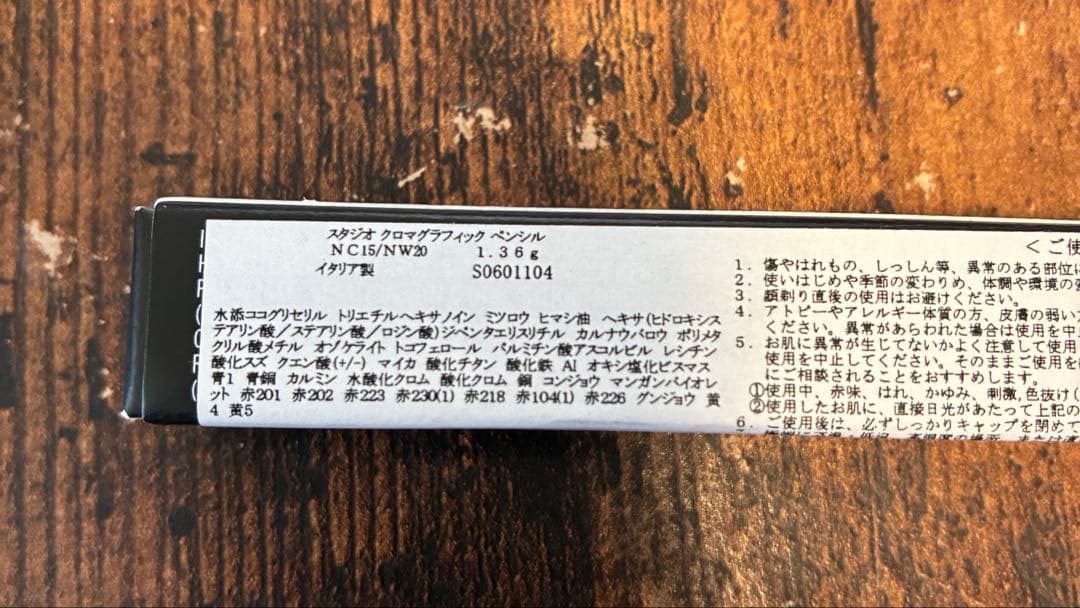 スタジオ クロマグラフィック ペンシル
NC15/NW20 1.36g
イタリア製 S0601104
水添ココグリセリル トリエチルヘキサノイン ミツロウ ヒマシ油 ヘキサ(ヒドロキシス
テアリン酸/ステアリン酸/ロジン酸)ジペンタエリスリチル カルナウバロウ ポリメタ
クリル酸メチル オゾケライト トコフェロール パルミチン酸アスコルビル レシチン
酸化スズ クエン酸(+/-) マイカ 酸化チタン 酸化鉄 Al オキシ塩化ビスマス
青1 青銅 カルミン 水酸化クロム 酸化クロム 銅 コンジョウ マンガンバイオレ
ット 赤201 赤202 赤223 赤230(1) 赤218 赤104(1) 赤226 グンジョウ 黄
4 黄5
<ご使
1. 傷やはれもの、しっしん等、異常のある部位に
2. 使いはじめや季節の変わりめ、体調や環境の変
3. 顔剃り直後の使用はお避けください。
4. アトピーやアレルギー体質の方、皮膚の弱い方
ください。異常があらわれた場合は使用を中
5. お肌に異常が生じてないかよく注意して使用
使用を中止してください。そのままご使用を
にご相談されることをおすすめします。
①使用中、赤味、はれ、かゆみ、刺激、色抜け(
②使用したお肌に、直接日光があたって上記の
6. ご使用後は、必ずしっかりキャップを閉めて